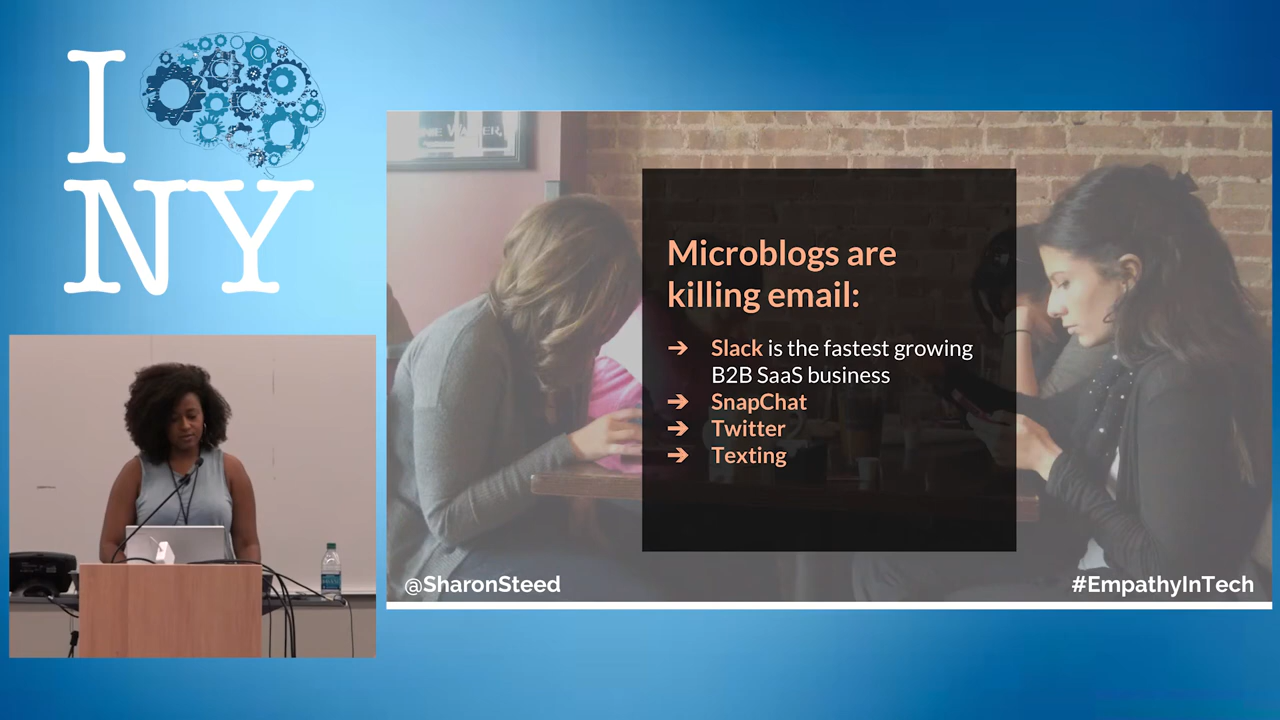 I
NY
Microblogs are
killing email:
➔ Slack is the fastest growing
B2B SaaS business
➔ SnapChat
➔ Twitter
➔ Texting
@SharonSteed
#EmpathyInTech